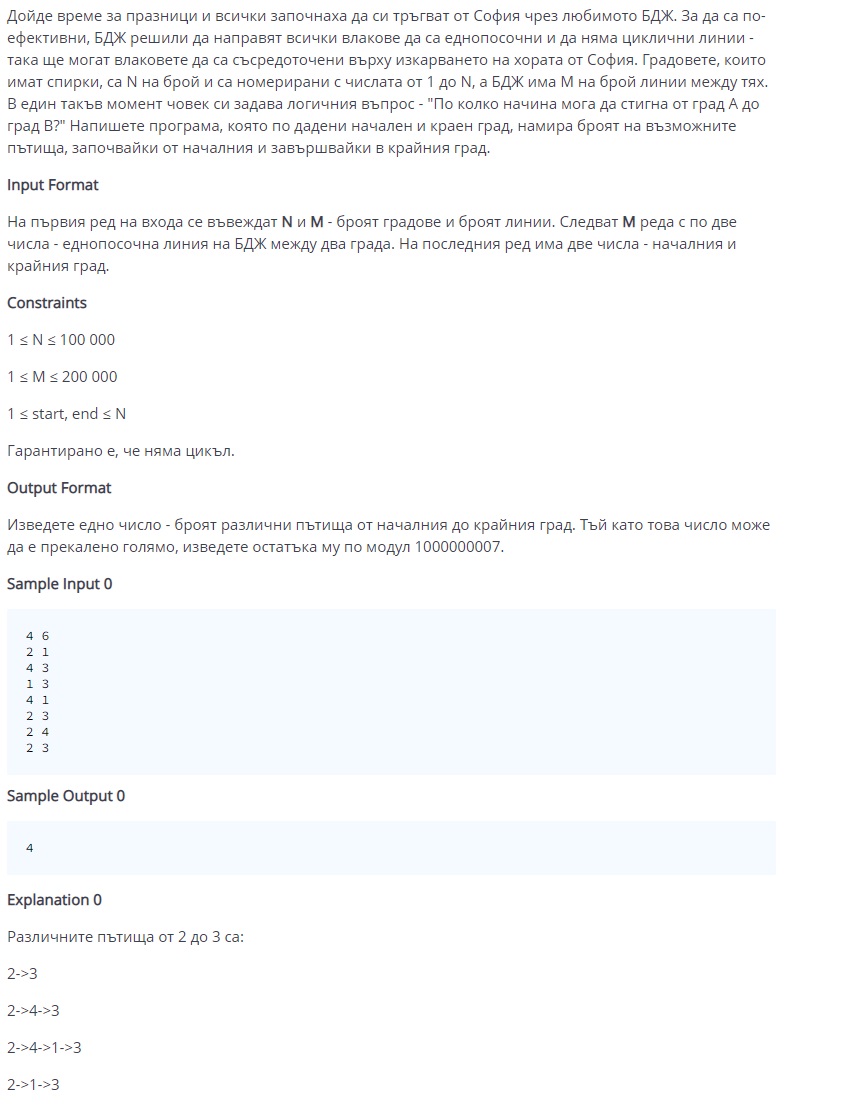 Дойде време за празници и всички започнаха да си тръгват от София чрез любимото БДЖ. За да са по-
ефективни, БДЖ решили да направят всички влакове да са еднопосочни и да няма циклични линии -
така ще могат влаковете да са съсредоточени върху изкарването на хората от София. Градовете, които
имат спирки, са N на брой и са номерирани с числата от 1 до N, а БДЖ има M на брой линии между тях.
В един такъв момент човек си задава логичния въпрос - "По колко начина мога да стигна от град A до
град B?" Напишете програма, която по дадени начален и краен град, намира броят на възможните
пътища, започвайки от началния и завършвайки в крайния град.
Input Format
На първия ред на входа се въвеждат N и M - броят градове и броят линии. Следват M реда с по две
числа - еднопосочна линия на БДЖ между два града. На последния ред има две числа - началния и
крайния град.
Constraints
1 ≤ N ≤ 100 000
1 ≤ M ≤ 200 000
1 ≤ start, end ≤ N
Гарантирано е, че няма цикъл.
Output Format
Изведете едно число - броят различни пътища от началния до крайния град. Тъй като това число може
да е прекалено голямо, изведете остатъка му по модул 1000000007.
Sample Input 0
4 6
2 1
4 3
1 3
4 1
2 3
2 4
2 3
Sample Output 0
4
Explanation 0
Различните пътища от 2 до 3 са:
2->3
2->4->3
2->4->1->3
2->1->3